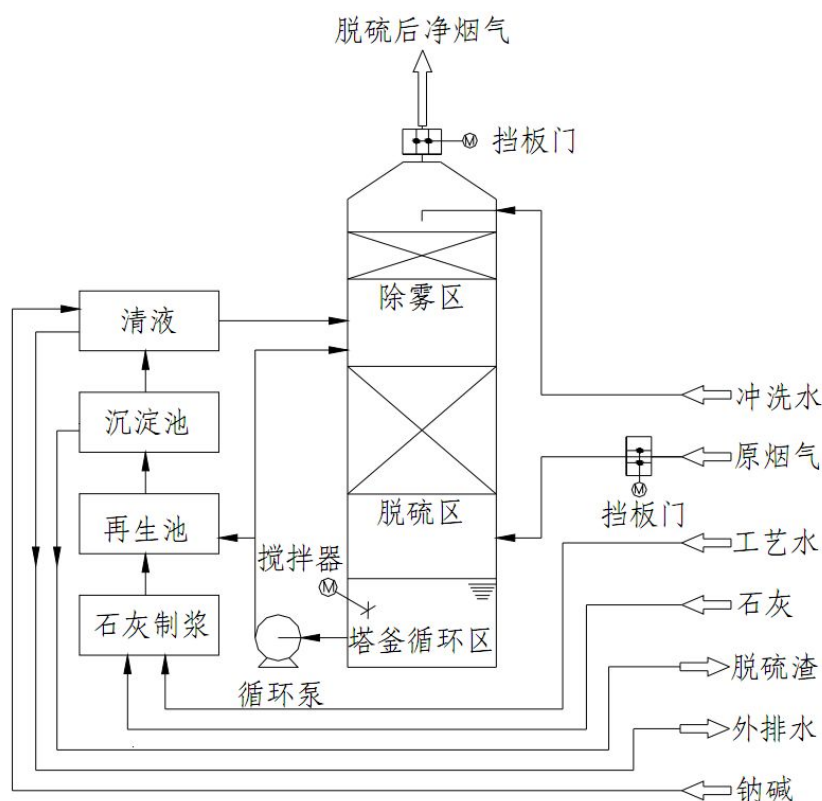 脱硫后净烟气
M
挡板门
除雾区
清液
冲洗水
沉淀池
原烟气
M
脱硫区
挡板门
再生池
搅拌器
工艺水
M
石灰制浆
石灰
塔釜循环区
循环泵
脱硫渣
外排水
钠碱